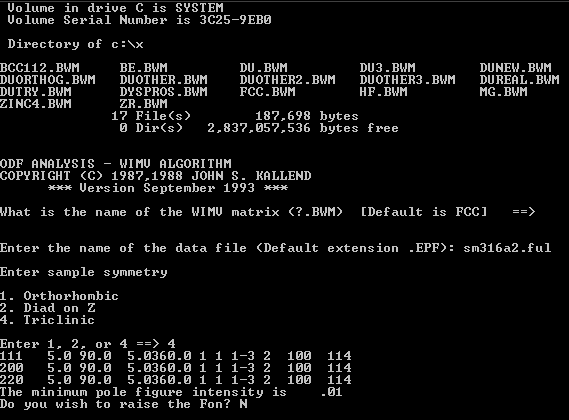 Volume in drive C is SYSTEM
Volume Serial Number is 3C25-9EB0
Directory of c:\x
BCC112.BWM BE.BWM DU.BWM DU3.BWM DUNEW.BWM
DUORTHOG.BWM DUOTHER.BWM DUOTHER2.BWM DUOTHER3.BWM DUREAL.BWM
DUTRY.BWM DYSPROS.BWM FCC.BWM HF.BWM MG.BWM
ZINC4.BWM ZR.BWM
17 File(s) 187,698 bytes
0 Dir(s) 2,837,057,536 bytes free
ODF ANALYSIS - WIMV ALGORITHM
COPYRIGHT (C) 1987,1988 JOHN S. KALLEND
*** Version September 1993 ***
What is the name of the WIMV matrix (?.BWM) [Default is FCC] ==>
Enter the name of the data file (Default extension .EPF): sm316a2.ful
Enter sample symmetry
1. Orthorhombic
2. Diad on Z
4. Triclinic
Enter 1, 2, or 4 ==> 4
111 5.0 90.0 5.0360.0 1 1 1-3 2 100 114
200 5.0 90.0 5.0360.0 1 1 1-3 2 100 114
220 5.0 90.0 5.0360.0 1 1 1-3 2 100 114
The minimum pole figure intensity is .01
Do you wish to raise the Fon? N